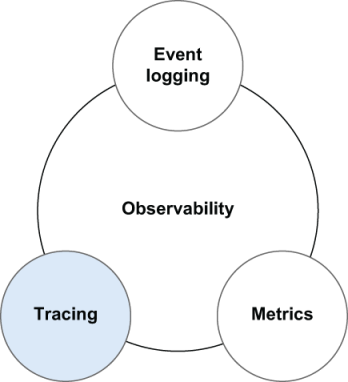 Event
logging
Observability
Tracing
Metrics